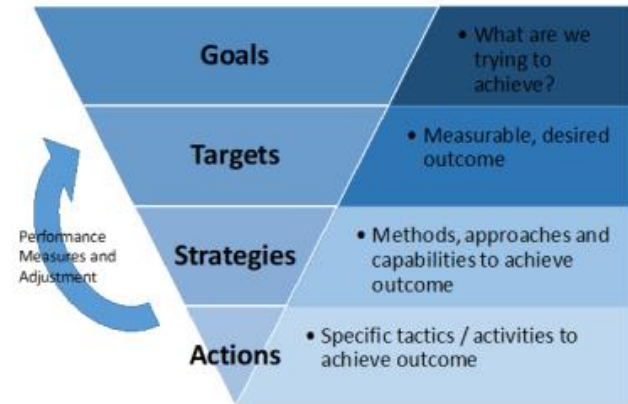 Goals
• What are we
trying to
achieve?
Targets
• Measurable, desired
outcome
Performance
Measures and
Adjustment
Strategies
• Methods, approaches and
capabilities to achieve
outcome
Actions
• Specific tactics / activities to
achieve outcome